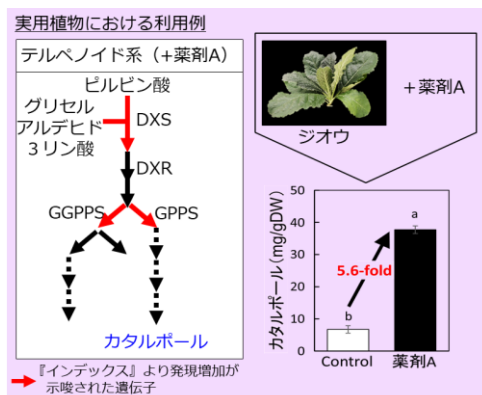 実用植物における利用例
テルペノイド系（+薬剤A）
ピルビン酸
グリセル
アルデヒド
３リン酸
DXS
DXR
GGPPS
GPPS
カタルポール
『インデックス』より発現増加が
示唆された遺伝子
ジオウ
＋薬剤A
カタルポール(mg/gDW)
50
40
30
20
10
0
a
5.6-fold
b
Control
薬剤A